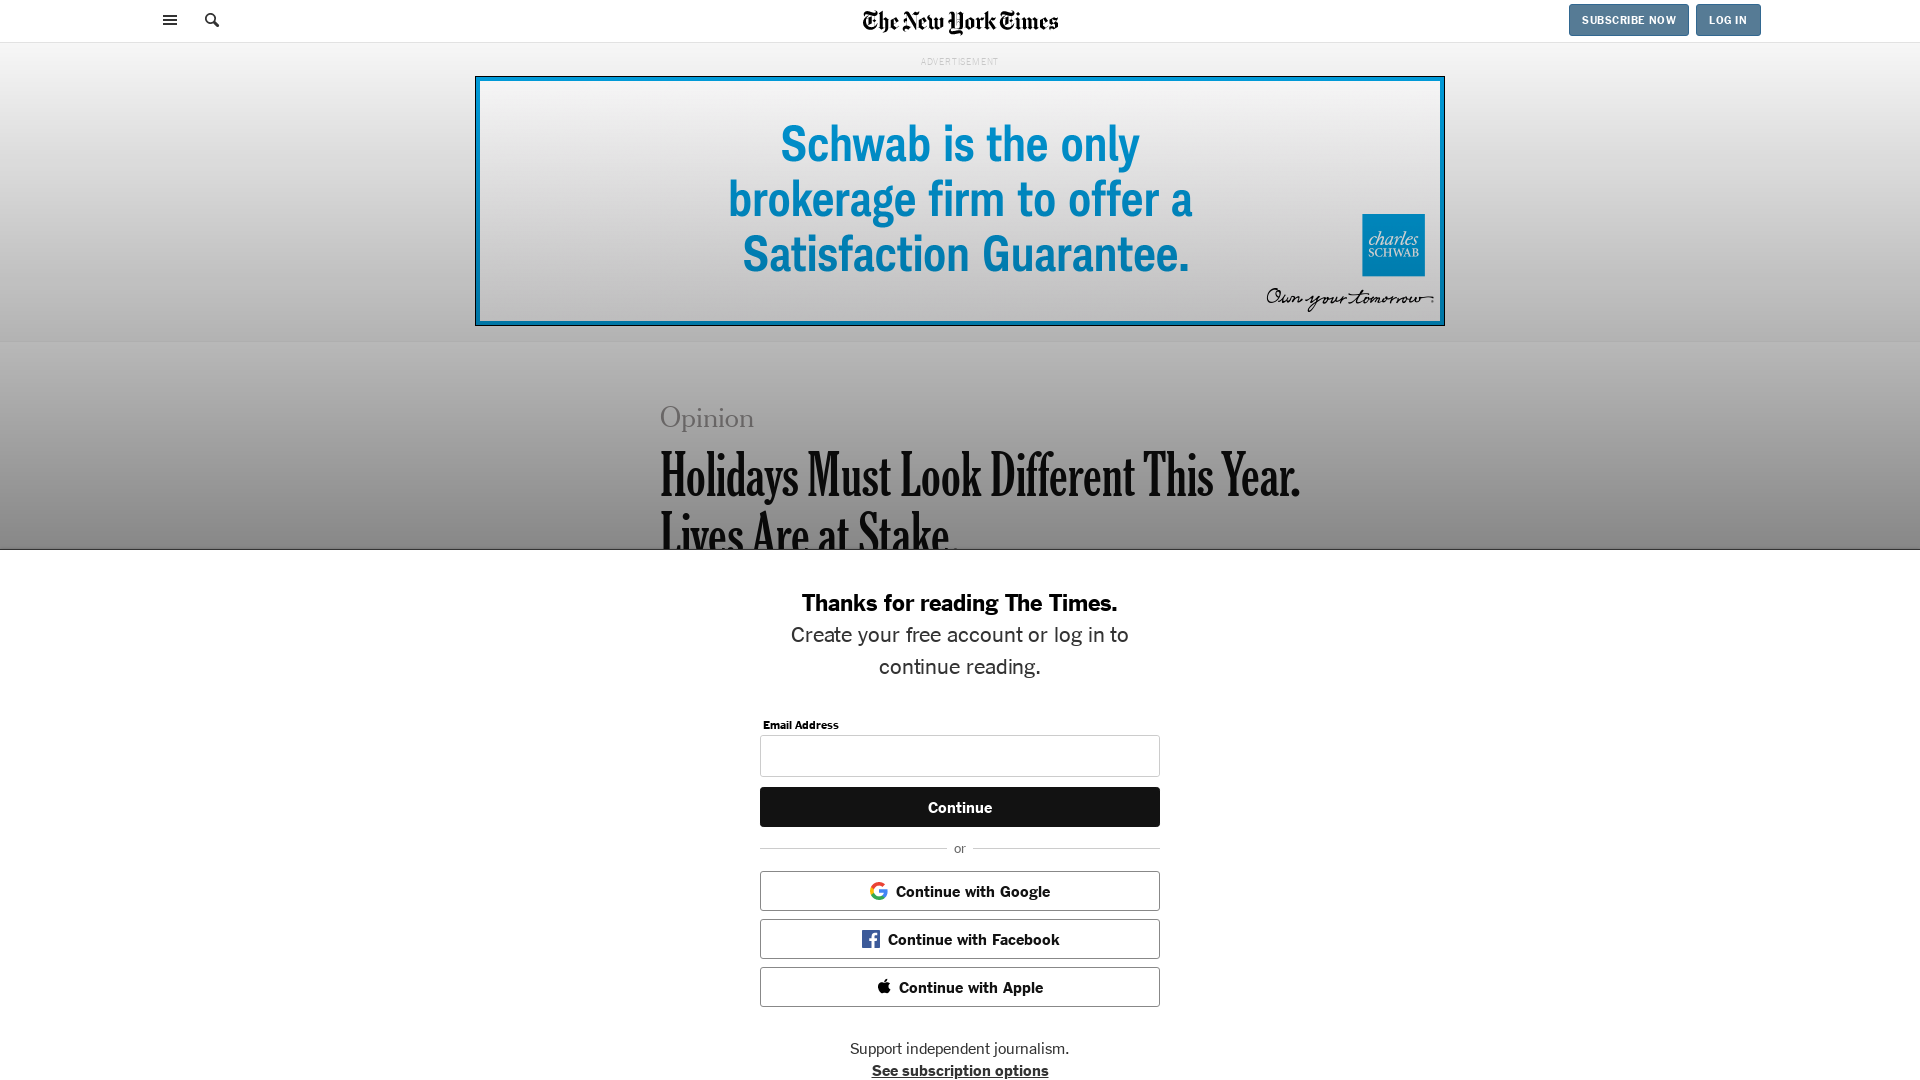 The New York Times
SUBSCRIBE NOW
LOG IN
ADVERTISEMENT
Schwab is the only
brokerage firm to offer a
Satisfaction Guarantee.
charles
SCHWAB
Own your tomorrow
Opinion
Holidays Must Look Different This Year.
Lives Are at Stake.
Thanks for reading The Times.
Create your free account or log in to
continue reading.
Email Address
Continue
or
Continue with Google
Continue with Facebook
Continue with Apple
Support independent journalism.
See subscription options